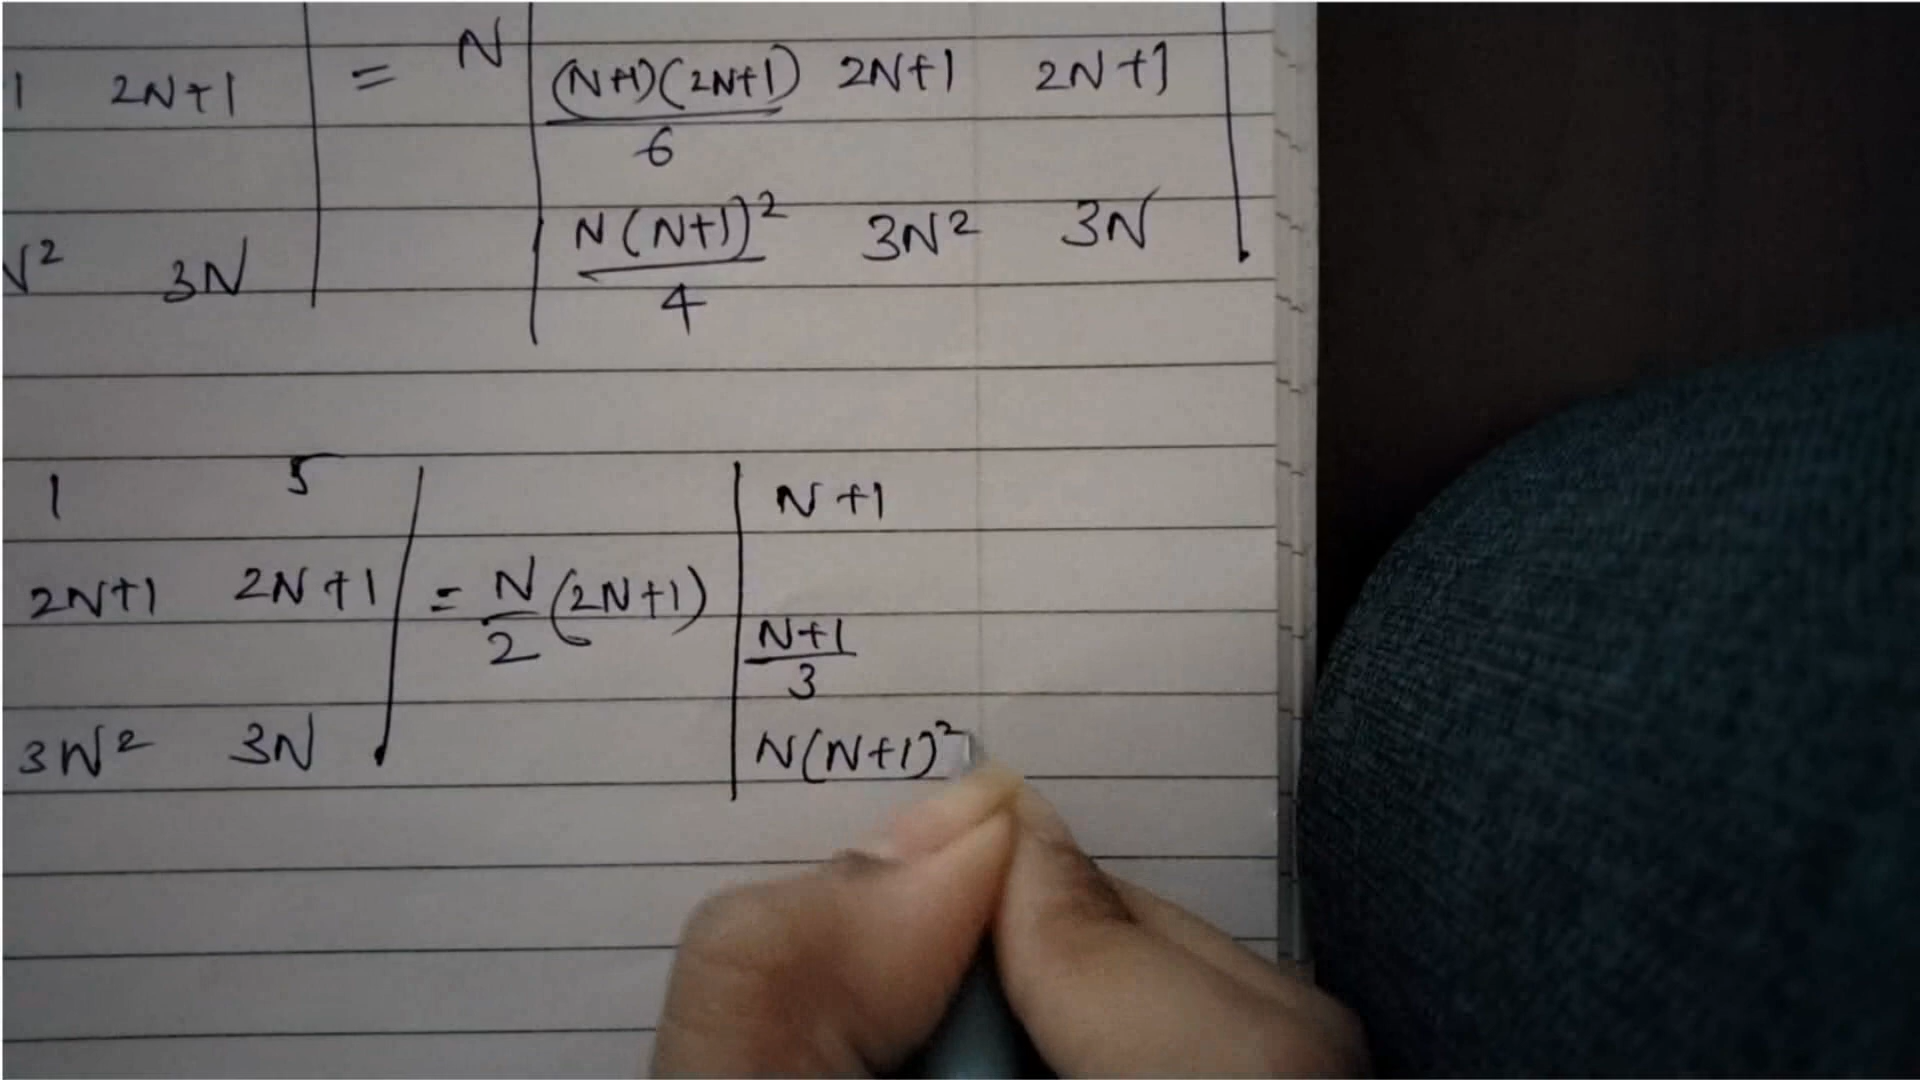 1 2N+1 = N (N+1)(2N+1) 2N+1 2N+1
6
N(N+1)² 3N² 3N
² 3N
4
1 5 N+1
2N+1 2N+1 = N/2 (2N+1)
N+1
3
3N² 3N N(N+1)²